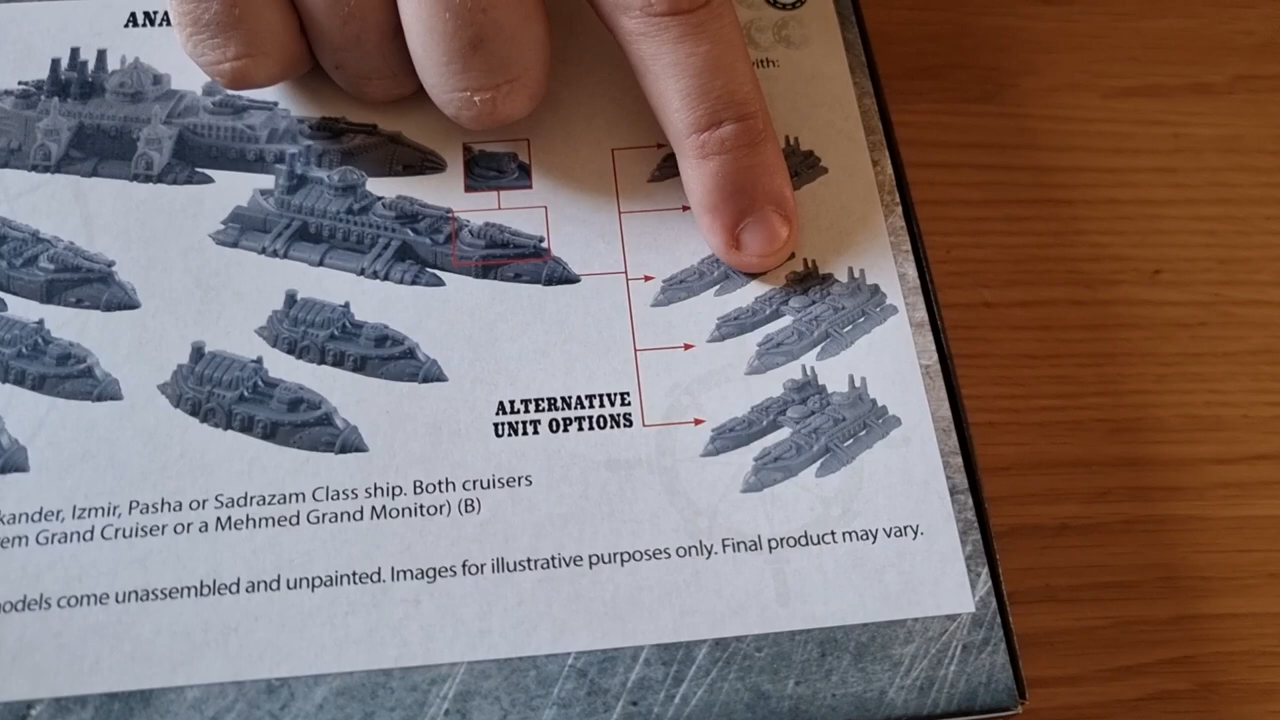 ANA
ith:
ALTERNATIVE
UNIT OPTIONS
kander, Izmir, Pasha or Sadrazam Class ship. Both cruisers
em Grand Cruiser or a Mehmed Grand Monitor) (B)
odels come unassembled and unpainted. Images for illustrative purposes only. Final product may vary.